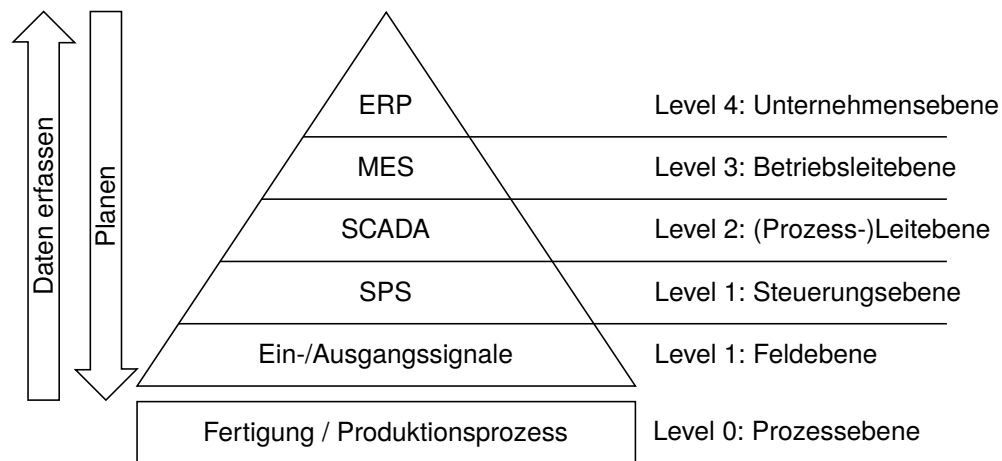 Daten erfassen
Planen
ERP
Level 4: Unternehmensebene
MES
Level 3: Betriebsleitebene
SCADA
Level 2: (Prozess-)Leitebene
SPS
Level 1: Steuerungsebene
Ein-/Ausgangssignale
Level 1: Feldebene
Fertigung / Produktionsprozess
Level 0: Prozessebene